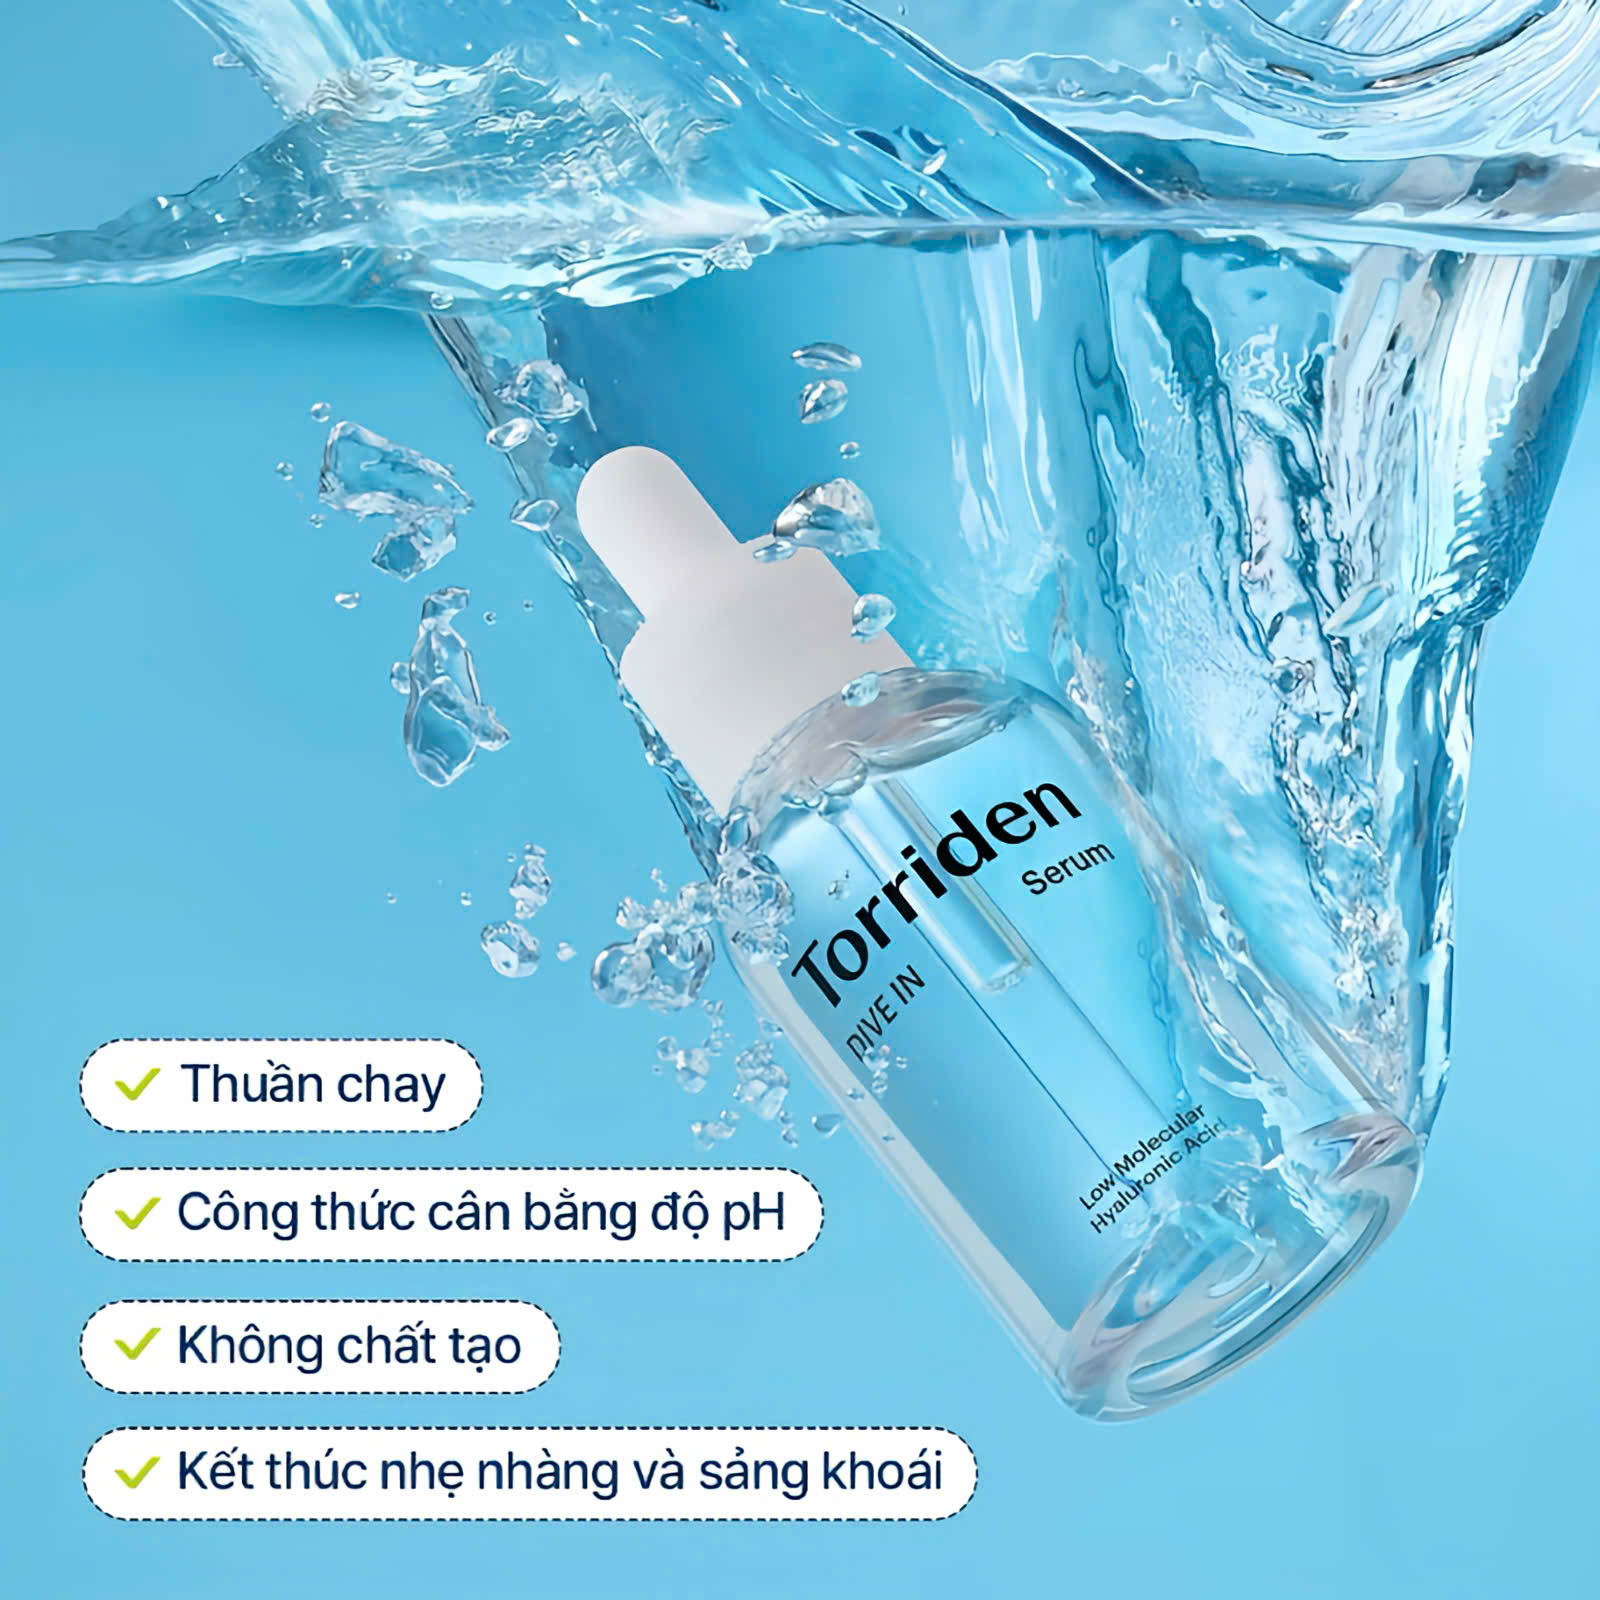 Torriden
Serum
DIVE IN
Low Molecular
Hyaluronic Acid
Thuần chay
Công thức cân bằng độ pH
Không chất tạo
Kết thúc nhẹ nhàng và sảng khoái